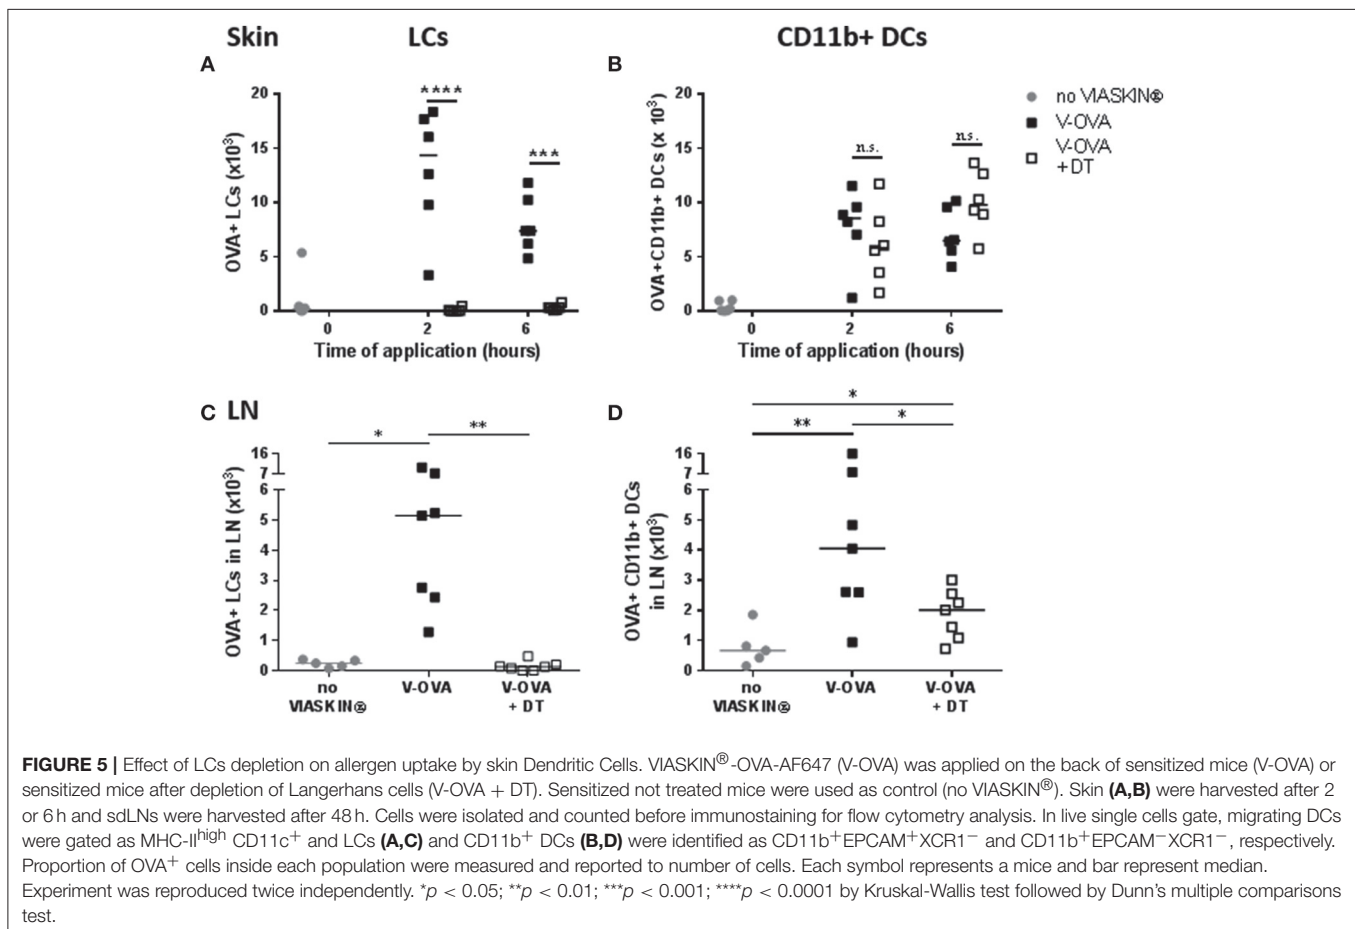 Skin LCs CD11b+ DCs
A B
20 15 10 5 0
OVA+ LCs (x10³)
**** ***
0 2 6
Time of application (hours)
20 15 10 5 0
OVA+CD11b+ DCs (x 10³)
n.s. n.s.
0 2 6
Time of application (hours)
no VIASKIN®
V-OVA
V-OVA
+DT
C LN
16 7 6 5 4 3 2 1 0
OVA+ LCs in LN (x10³)
* **
no
VIASKIN®
V-OVA
V-OVA
+ DT
D
16 7 6 5 4 3 2 1 0
OVA+ CD11b+ DCs
in LN (x10³)
*
** *
no
VIASKIN®
V-OVA
V-OVA
+ DT
FIGURE 5 | Effect of LCs depletion on allergen uptake by skin Dendritic Cells. VIASKIN®-OVA-AF647 (V-OVA) was applied on the back of sensitized mice (V-OVA) or
sensitized mice after depletion of Langerhans cells (V-OVA + DT). Sensitized not treated mice were used as control (no VIASKIN®). Skin (A,B) were harvested after 2
or 6 h and sdLNs were harvested after 48 h. Cells were isolated and counted before immunostaining for flow cytometry analysis. In live single cells gate, migrating DCs
were gated as MHC-IIhigh CD11c+ and LCs (A,C) and CD11b+ DCs (B,D) were identified as CD11b+EPCAM+XCR1− and CD11b+EPCAM−XCR1−, respectively.
Proportion of OVA+ cells inside each population were measured and reported to number of cells. Each symbol represents a mice and bar represent median.
Experiment was reproduced twice independently. *p < 0.05; **p < 0.01; ***p < 0.001; ****p < 0.0001 by Kruskal-Wallis test followed by Dunn's multiple comparisons
test.